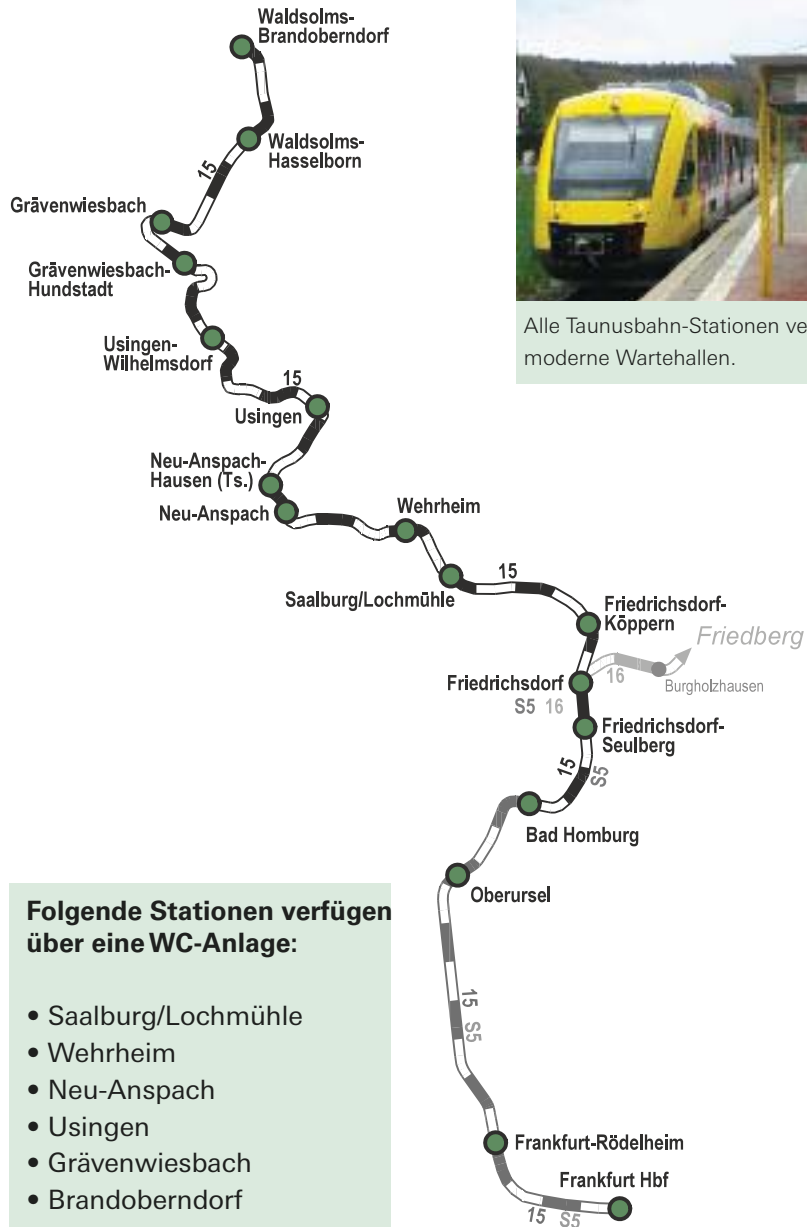 Waldsolms-
Brandoberndorf
Waldsolms-
Hasselborn
15
Grävenwiesbach
Grävenwiesbach-
Hundstadt
Usingen-
Wilhelmsdorf
15
Usingen
Neu-Anspach-
Hausen (Ts.)
Neu-Anspach
Wehrheim
Saalburg/Lochmühle
15
Friedrichsdorf-
Köppern
Friedberg
16
Burgholzhausen
Friedrichsdorf
S5 16
Friedrichsdorf-
Seulberg
15
S5
Bad Homburg
Oberursel
15
S5
Frankfurt-Rödelheim
Frankfurt Hbf
15
S5
Alle Taunusbahn-Stationen ve
moderne Wartehallen.
Folgende Stationen verfügen
über eine WC-Anlage:
• Saalburg/Lochmühle
• Wehrheim
• Neu-Anspach
• Usingen
• Grävenwiesbach
• Brandoberndorf